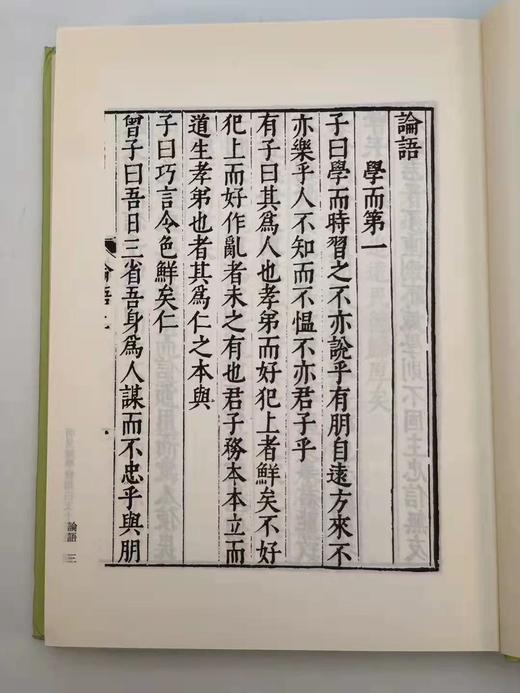 論語
學而第一
子曰學而時習之不亦說乎有朋自遠方來不
亦樂乎人不知而不慍不亦君子乎
有子曰其爲人也孝弟而好犯上者鮮矣不好
犯上而好作亂者未之有也君子務本本立而
道生孝弟也者其爲仁之本與
子曰巧言令色鮮矣仁
曾子曰吾日三省吾身爲人謀而不忠乎與朋
論語上
論語 三